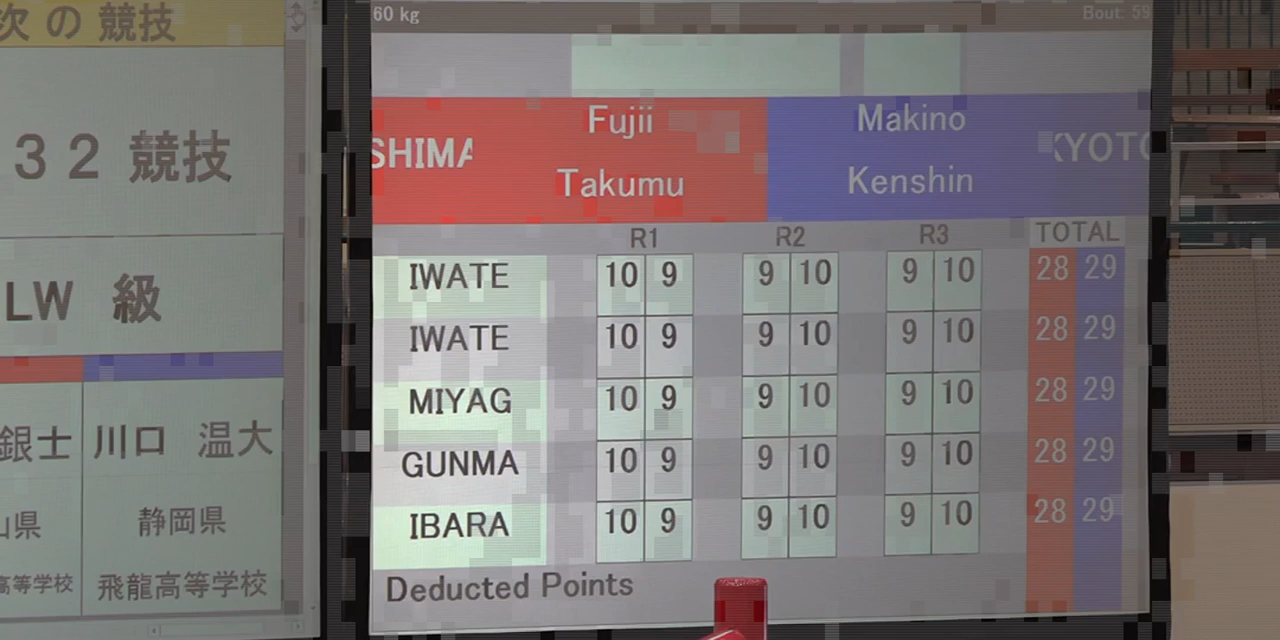 次の競技
32 競技
LW 級
銀士 川口 温大
山県 静岡県
高等学校 飛龍高等学校
60 kg Bout: 59
Fujii Makino
SHIMA KYOTO
Takumu Kenshin
R1 R2 R3 TOTAL
IWATE 10 9 9 10 9 10 28 29
IWATE 10 9 9 10 9 10 28 29
MIYAG 10 9 9 10 9 10 28 29
GUNMA 10 9 9 10 9 10 28 29
IBARA 10 9 9 10 9 10 28 29
Deducted Points